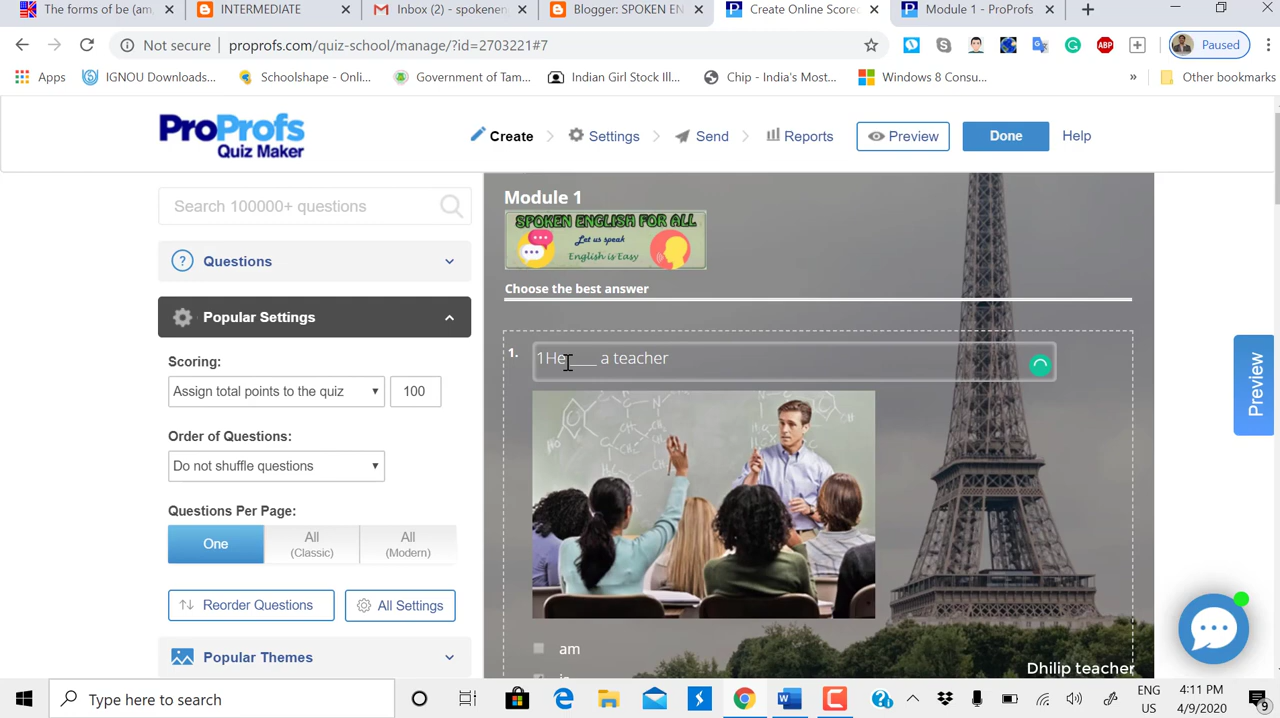 The forms of be (am,
INTERMEDIATE
Inbox (2) - spokeneng
Blogger: SPOKEN EN
Create Online Scored
Module 1 - ProProfs
Not secure | proprofs.com/quiz-school/manage/?id=2703221#7
ABP
Paused
Apps
IGNOU Downloads...
Schoolshape - Onli...
Government of Tam...
Indian Girl Stock Ill...
Chip - India's Most...
Windows 8 Consu...
»
Other bookmarks
ProProfs
Quiz Maker
Create
Settings
Send
Reports
Preview
Done
Help
Search 100000+ questions
Questions
Popular Settings
Scoring:
Assign total points to the quiz
100
Order of Questions:
Do not shuffle questions
Questions Per Page:
One
All
(Classic)
All
(Modern)
Reorder Questions
All Settings
Popular Themes
Module 1
SPOKEN ENGLISH FOR ALL
Let us speak
English is Easy
Choose the best answer
1.
1He____ a teacher
am
Dhilip teacher
Preview
Type here to search
ENG
US
4:11 PM
4/9/2020
9